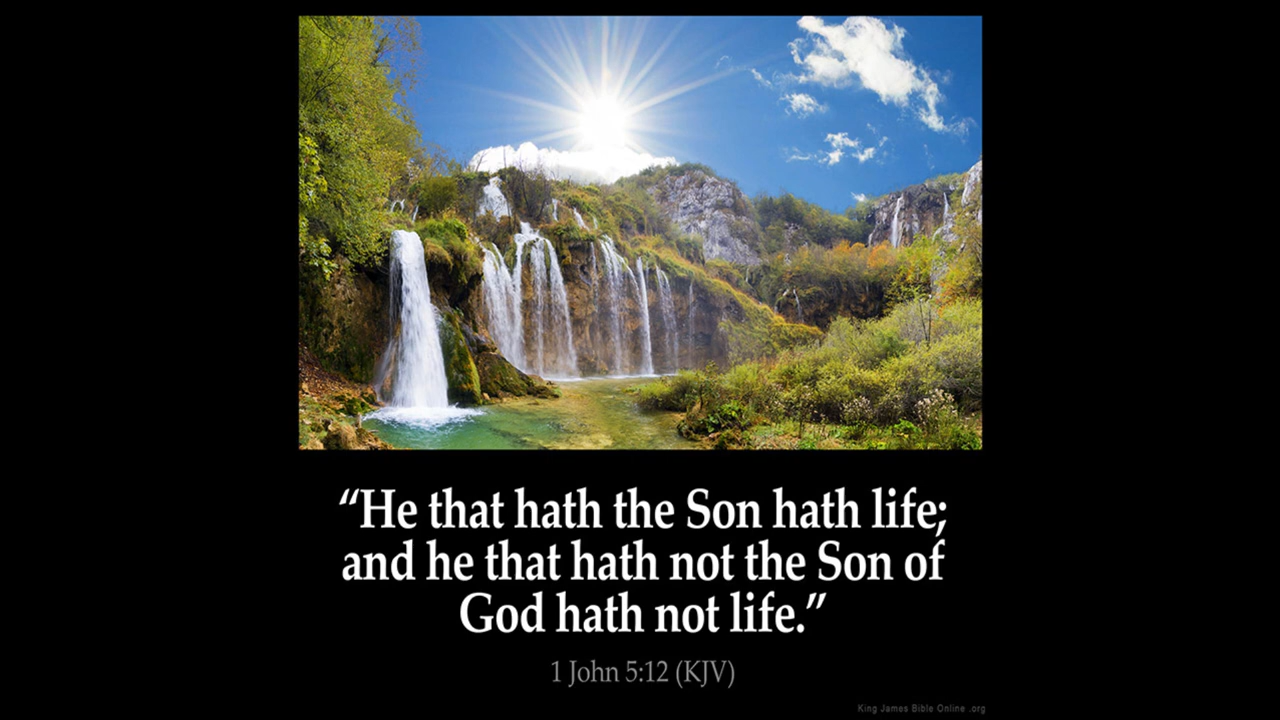 “He that hath the Son hath life;
and he that hath not the Son of
God hath not life.”
1 John 5:12 (KJV)
King James Bible Online .org